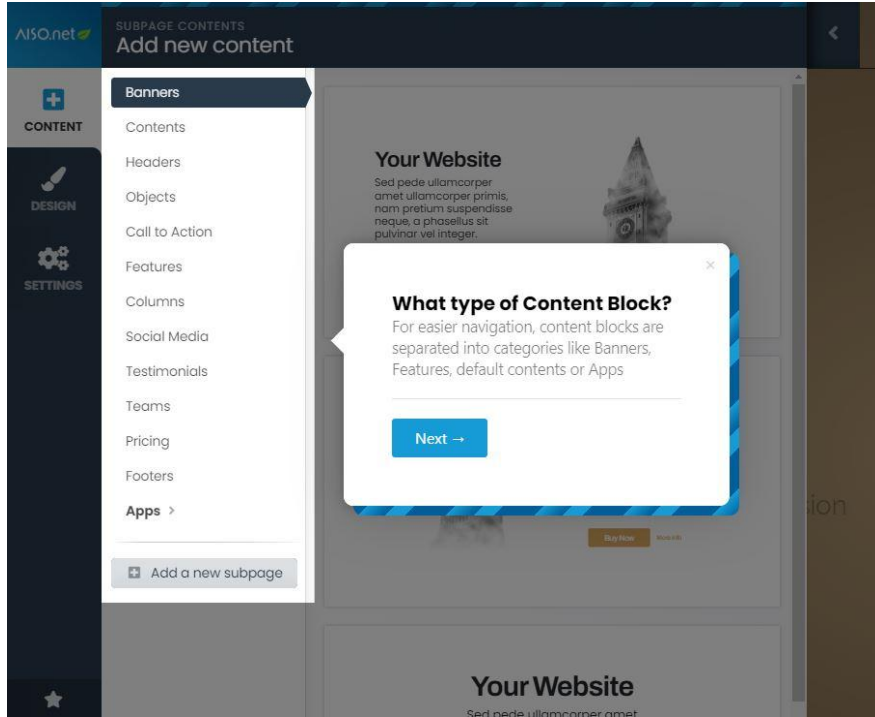 AISO.net
SUBPAGE CONTENTS
Add new content
CONTENT
DESIGN
SETTINGS
Banners
Contents
Headers
Objects
Call to Action
Features
Columns
Social Media
Testimonials
Teams
Pricing
Footers
Apps >
Add a new subpage
Your Website
Sed pede ullamcorper
amet ullamcorper primis,
nam pretium suspendisse
neque, a phasellus sit
pulvinar vel integer.
×
What type of Content Block?
For easier navigation, content blocks are
separated into categories like Banners,
Features, default contents or Apps
Next →
sion
Buy Now
More Info
Your Website
Sed pede ullamcorper amet